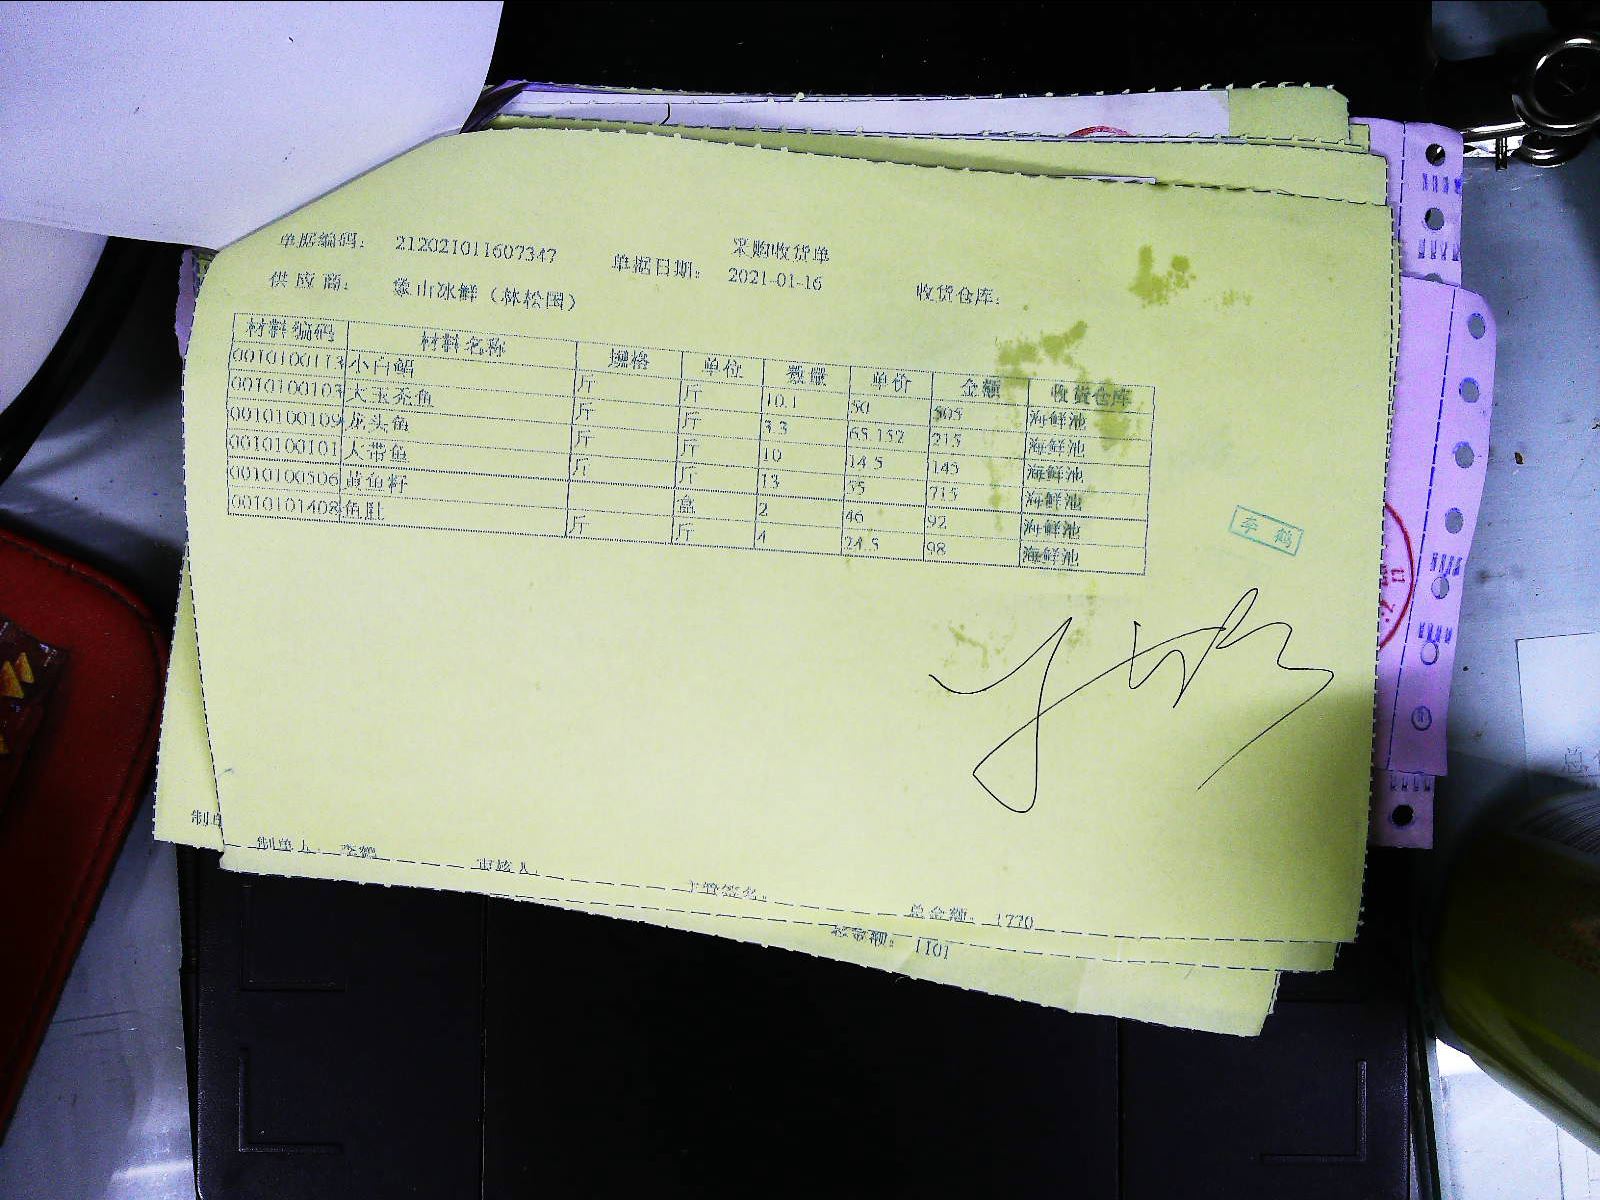 采购收货单
单据编码： 212021011607347 单据日期： 2021-01-16 收货仓库：
供应商： 象山冰鲜（林松国）
材料编码 材料名称 规格 单位 数量 单价 金额 收货仓库
0010100113 小白鲳 斤 斤 10.1 50 505 海鲜池
0010100103 大玉秃鱼 斤 斤 3.3 65.152 215 海鲜池
0010100109 龙头鱼 斤 斤 10 14.5 145 海鲜池
0010100101 大带鱼 斤 斤 13 55 715 海鲜池
0010100506 黄鱼籽 盒 2 46 92 海鲜池
0010101408 鱼肚 斤 斤 4 24.5 98 海鲜池
李鹤
制单人： 李鹤 审核人： 主管签名： 总金额： 1770
制单
总金额： 1101